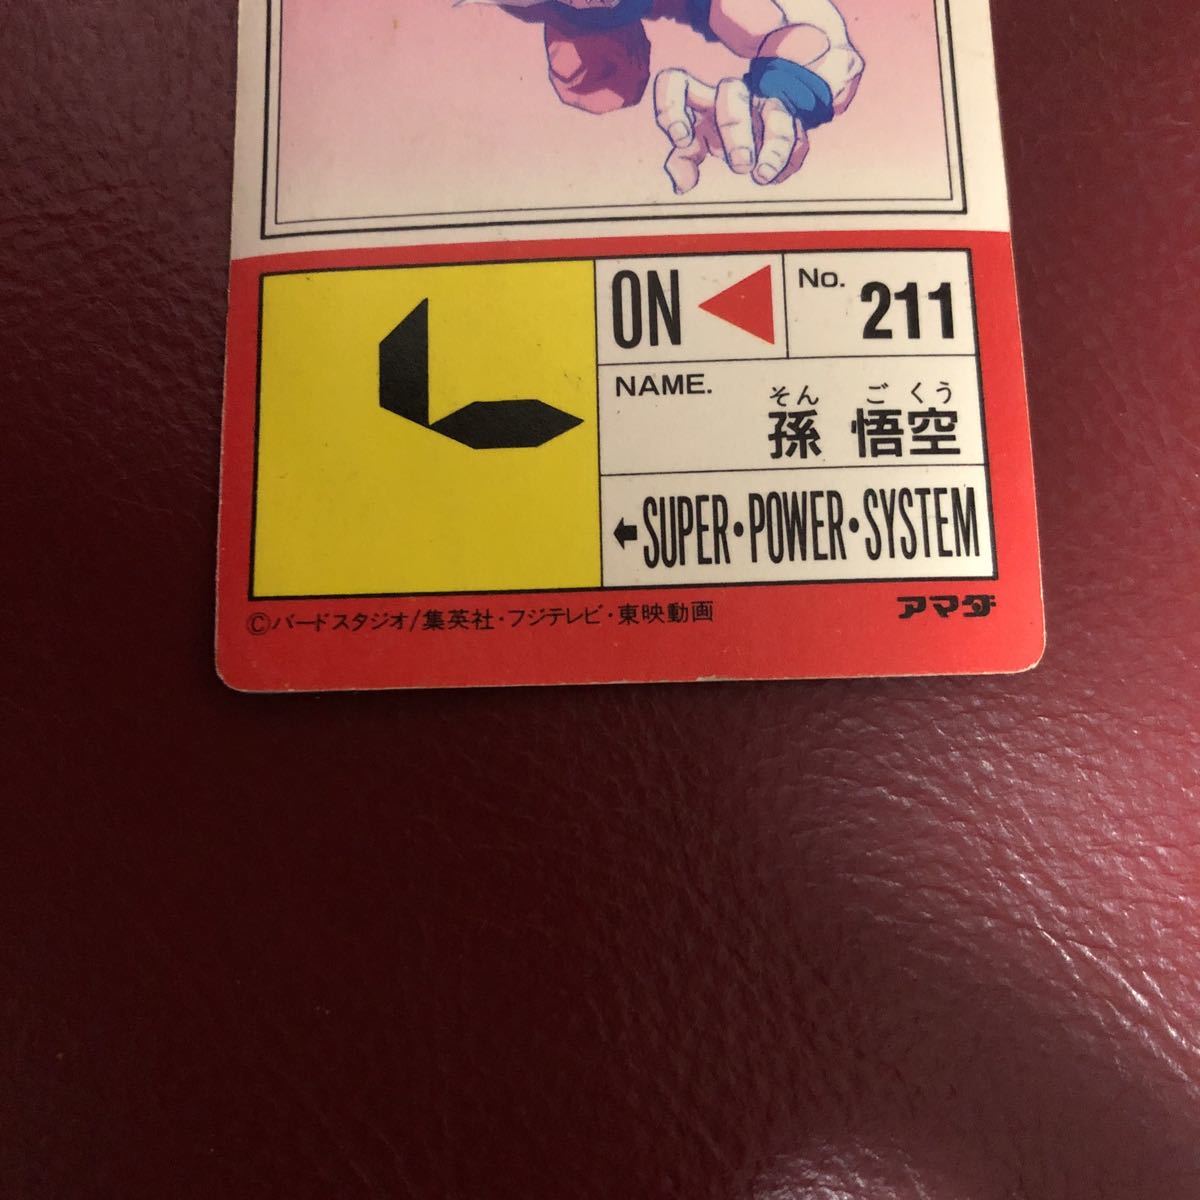 ON
No.
211
NAME.
そん ご くう
孫 悟空
SUPER・POWER・SYSTEM
©バードスタジオ/集英社・フジテレビ・東映動画
アマダ